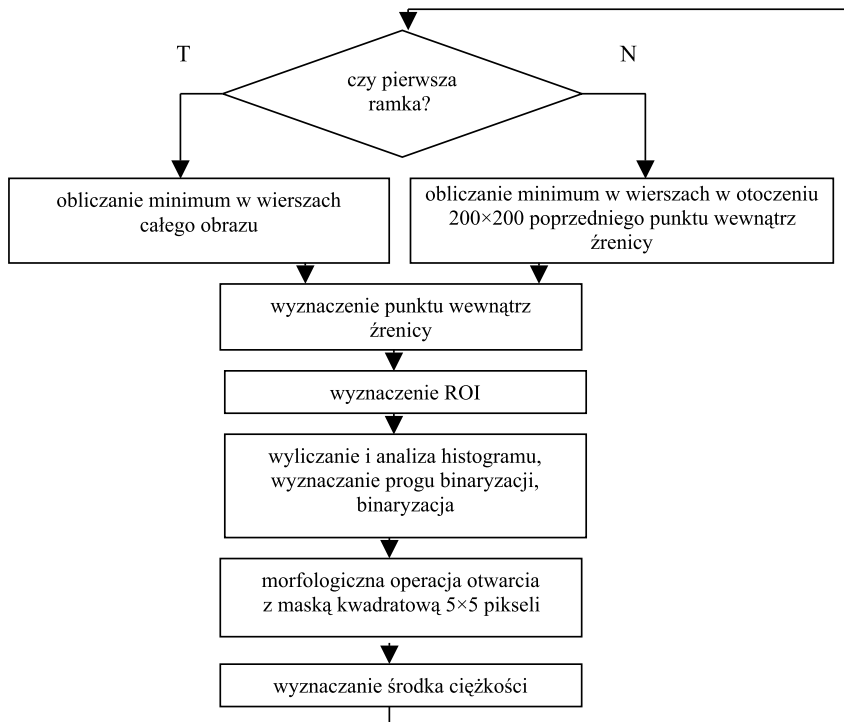 T
N
czy pierwsza
ramka?
obliczanie minimum w wierszach
całego obrazu
obliczanie minimum w wierszach w otoczeniu
200×200 poprzedniego punktu wewnątrz
źrenicy
wyznaczenie punktu wewnątrz
źrenicy
wyznaczenie ROI
wyliczanie i analiza histogramu,
wyznaczanie progu binaryzacji,
binaryzacja
morfologiczna operacja otwarcia
z maską kwadratową 5×5 pikseli
wyznaczanie środka ciężkości